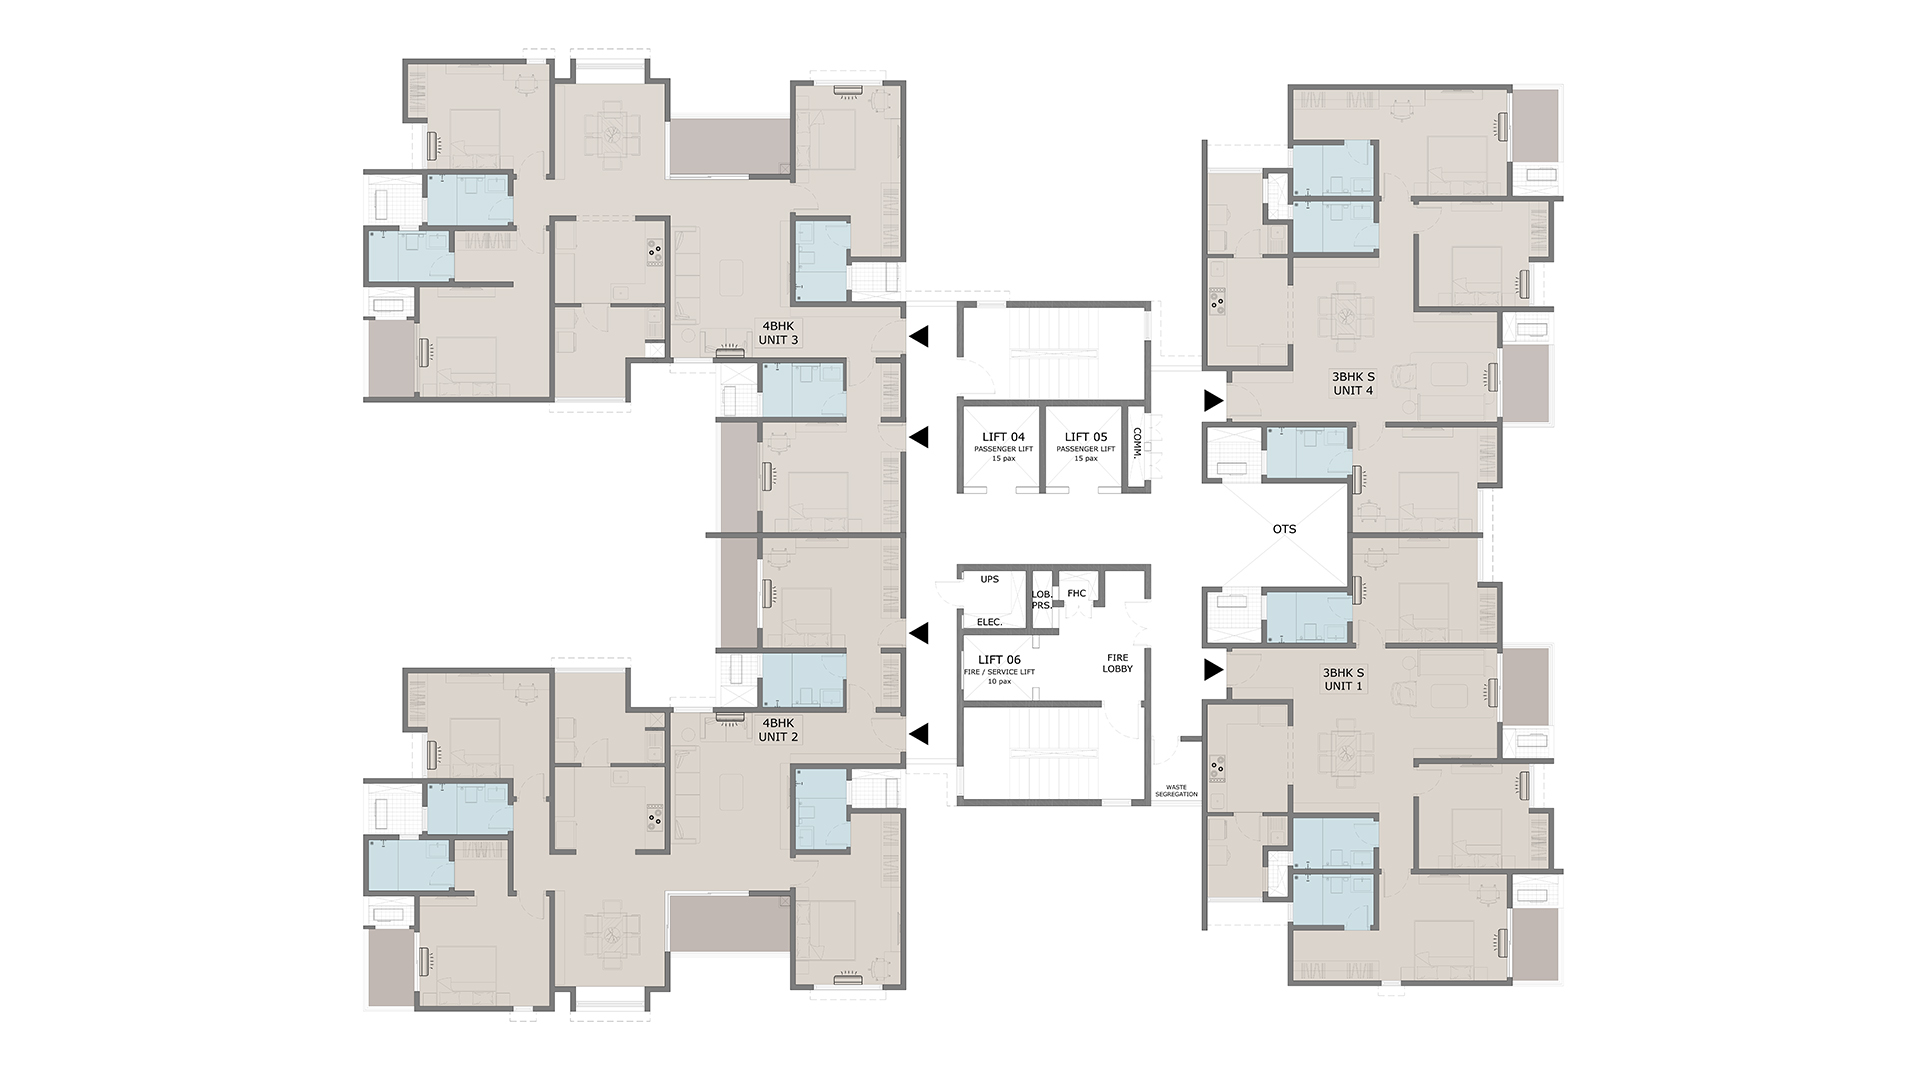 4BHK
UNIT 3
3BHK S
UNIT 4
LIFT 04
PASSENGER LIFT
15 pax
LIFT 05
PASSENGER LIFT
15 pax
COMM.
OTS
UPS
ELEC.
LOB.
PRS.
FHC
LIFT 06
FIRE / SERVICE LIFT
10 pax
FIRE
LOBBY
3BHK S
UNIT 1
4BHK
UNIT 2
WASTE
SEGREGATION